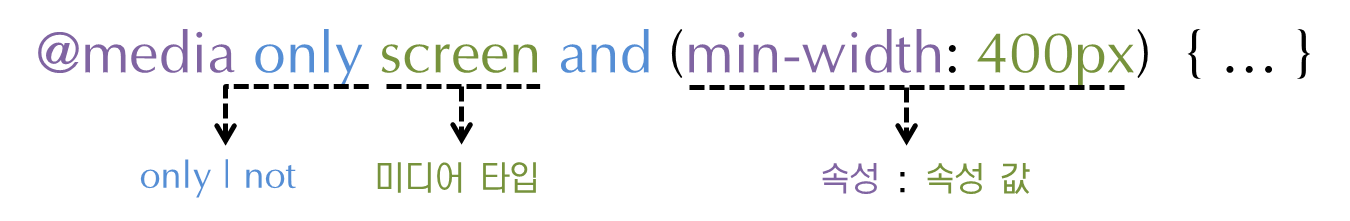 @media only screen and (min-width: 400px) { ... }
only | not 미디어 타입 속성 : 속성 값